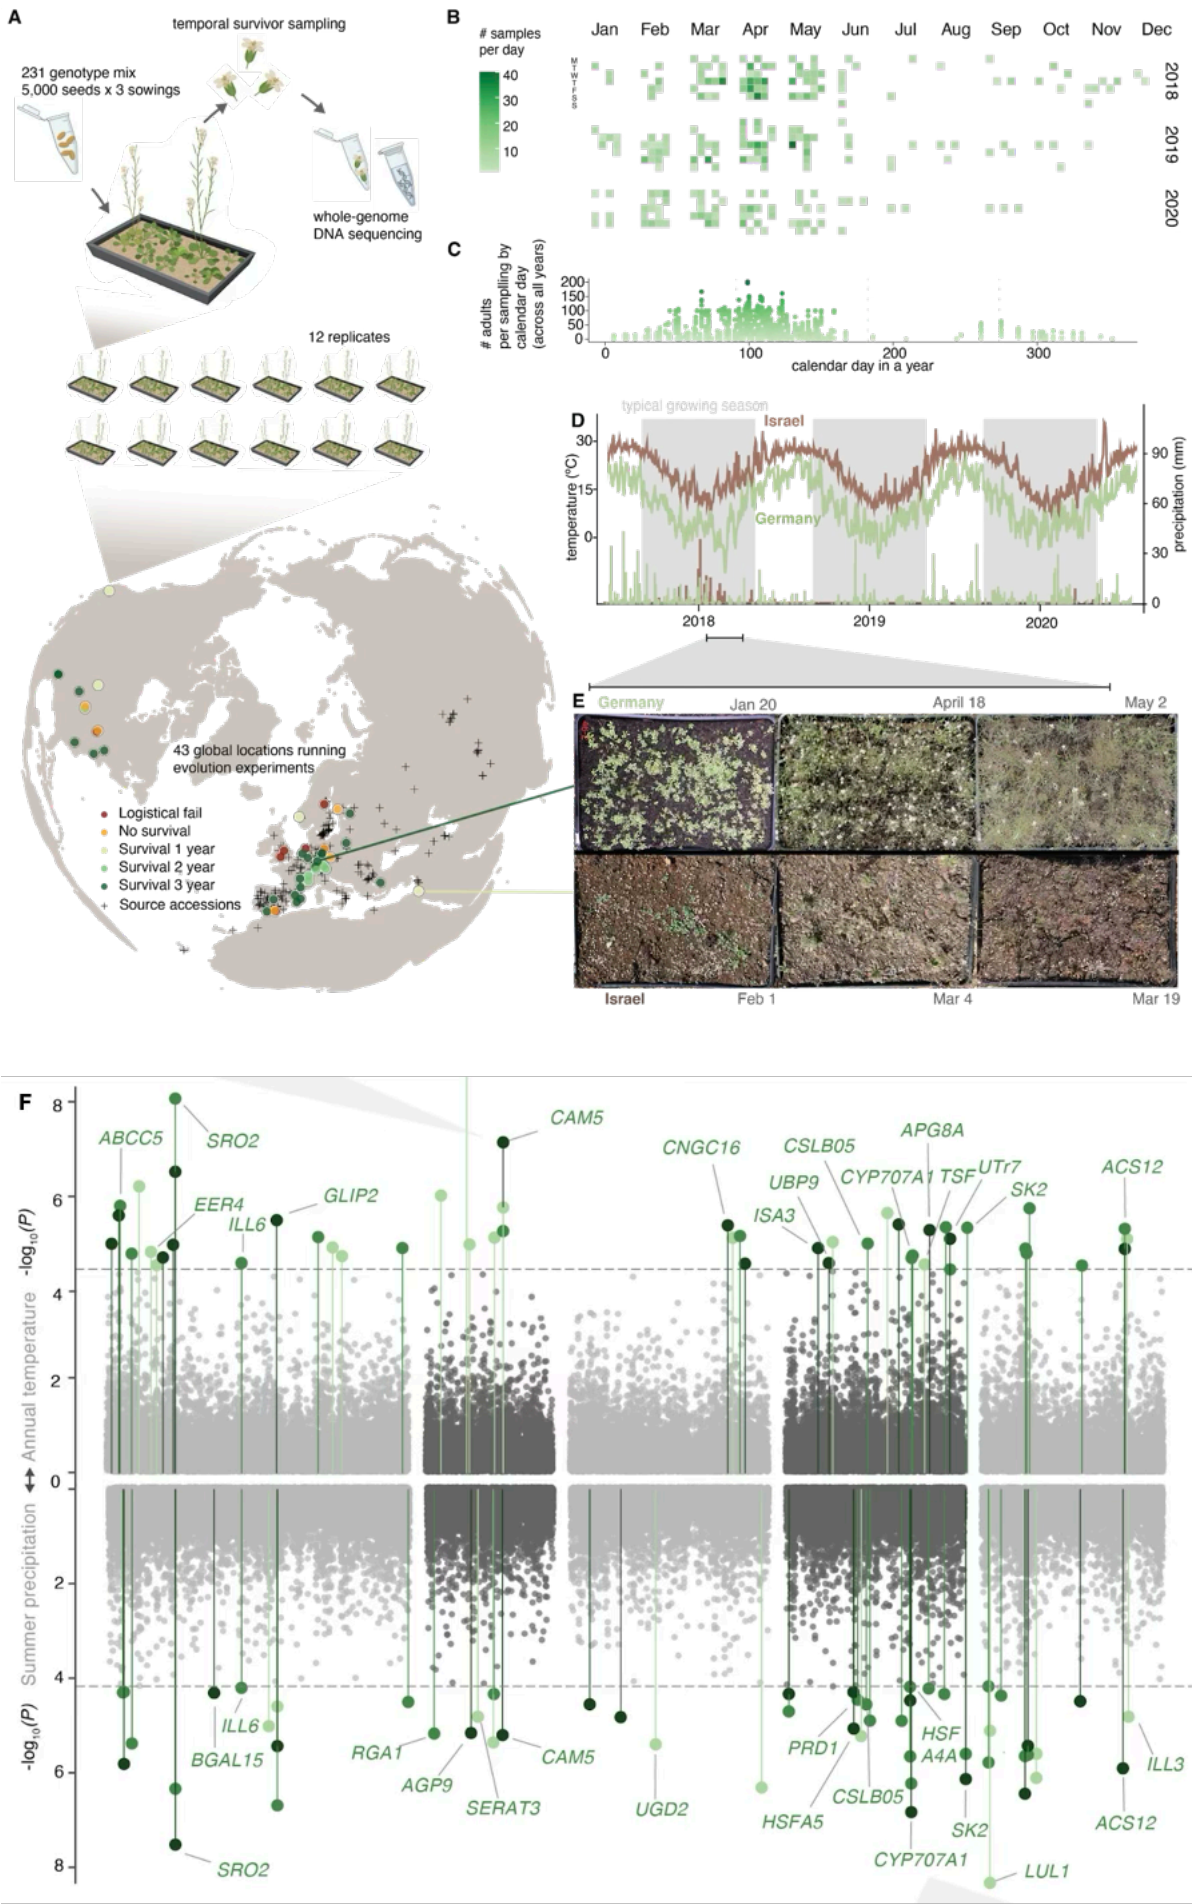 A
temporal survivor sampling
231 genotype mix
5,000 seeds x 3 sowings
whole-genome
DNA sequencing
12 replicates
43 global locations running
evolution experiments
Logistical fail
No survival
Survival 1 year
Survival 2 year
Survival 3 year
Source accessions
B
# samples
per day
40
30
20
10
Jan Feb Mar Apr May Jun Jul Aug Sep Oct Nov Dec
M
T
W
T
F
S
S
2018
2019
2020
C
# adults
per sampling by
calendar day
(across all years)
200
150
100
50
0
0 100 200 300
calendar day in a year
D
typical growing season
Israel
Germany
temperature (ºC)
30
15
0
precipitation (mm)
90
60
30
0
2018 2019 2020
E
Germany Jan 20 April 18 May 2
Israel Feb 1 Mar 4 Mar 19
F
-log10(P)
Annual temperature
8
6
4
2
0
ABCC5
SRO2
EER4
ILL6
GLIP2
CAM5
CNGC16
CSLB05
APG8A
UBP9
CYP707A1
TSF
UTr7
ISA3
SK2
ACS12
Summer precipitation
-log10(P)
2
4
6
8
ILL6
BGAL15
SRO2
RGA1
AGP9
SERAT3
CAM5
UGD2
PRD1
HSFA5
CSLB05
HSF
A4A
CYP707A1
SK2
LUL1
ACS12
ILL3